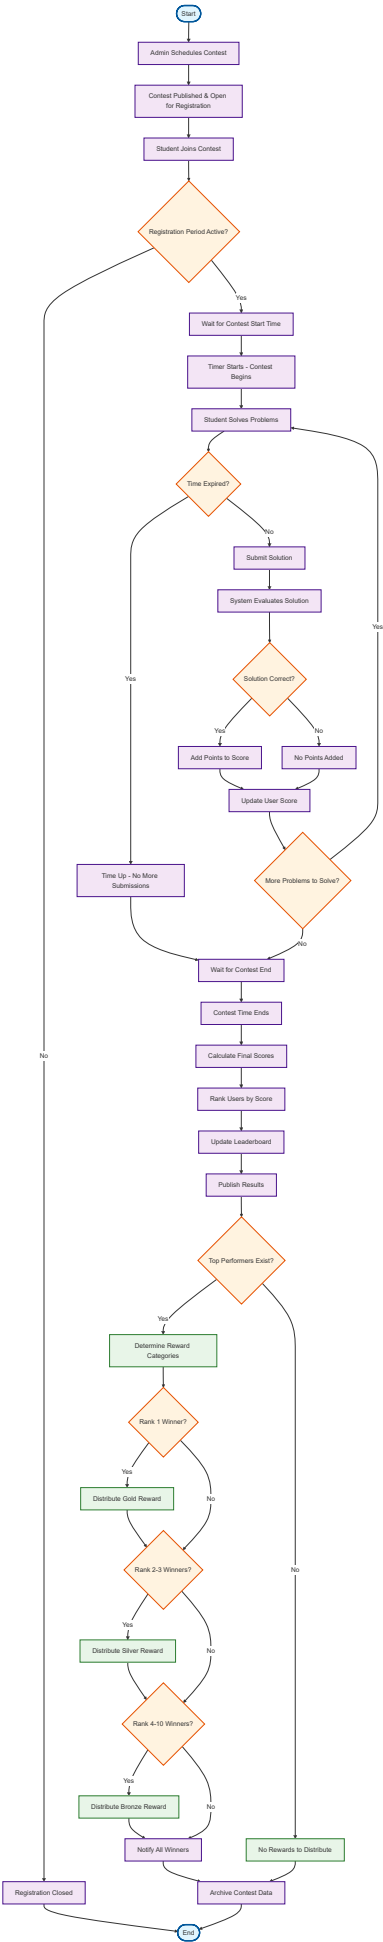 Start
Admin Schedules Contest
Contest Published & Open
for Registration
Student Joins Contest
Registration Period Active?
Yes
Wait for Contest Start Time
Timer Starts - Contest
Begins
Student Solves Problems
Time Expired?
No
Submit Solution
System Evaluates Solution
Yes
Solution Correct?
Yes
Yes
No
Add Points to Score
No Points Added
Update User Score
Time Up - No More
Submissions
More Problems to Solve?
No
Wait for Contest End
Contest Time Ends
No
Calculate Final Scores
Rank Users by Score
Update Leaderboard
Publish Results
Top Performers Exist?
Yes
Determine Reward
Categories
Rank 1 Winner?
Yes
Distribute Gold Reward
No
Rank 2-3 Winners?
No
Yes
Distribute Silver Reward
No
Rank 4-10 Winners?
Yes
Distribute Bronze Reward
No
Notify All Winners
No Rewards to Distribute
Registration Closed
Archive Contest Data
End